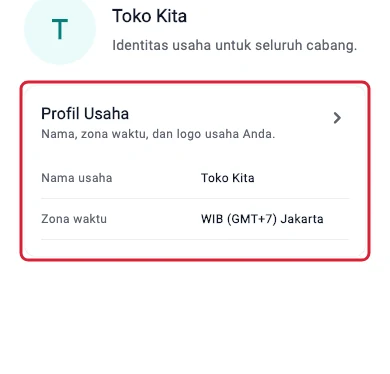 T
Toko Kita
Identitas usaha untuk seluruh cabang.
Profil Usaha
Nama, zona waktu, dan logo usaha Anda.
Nama usaha Toko Kita
Zona waktu WIB (GMT+7) Jakarta